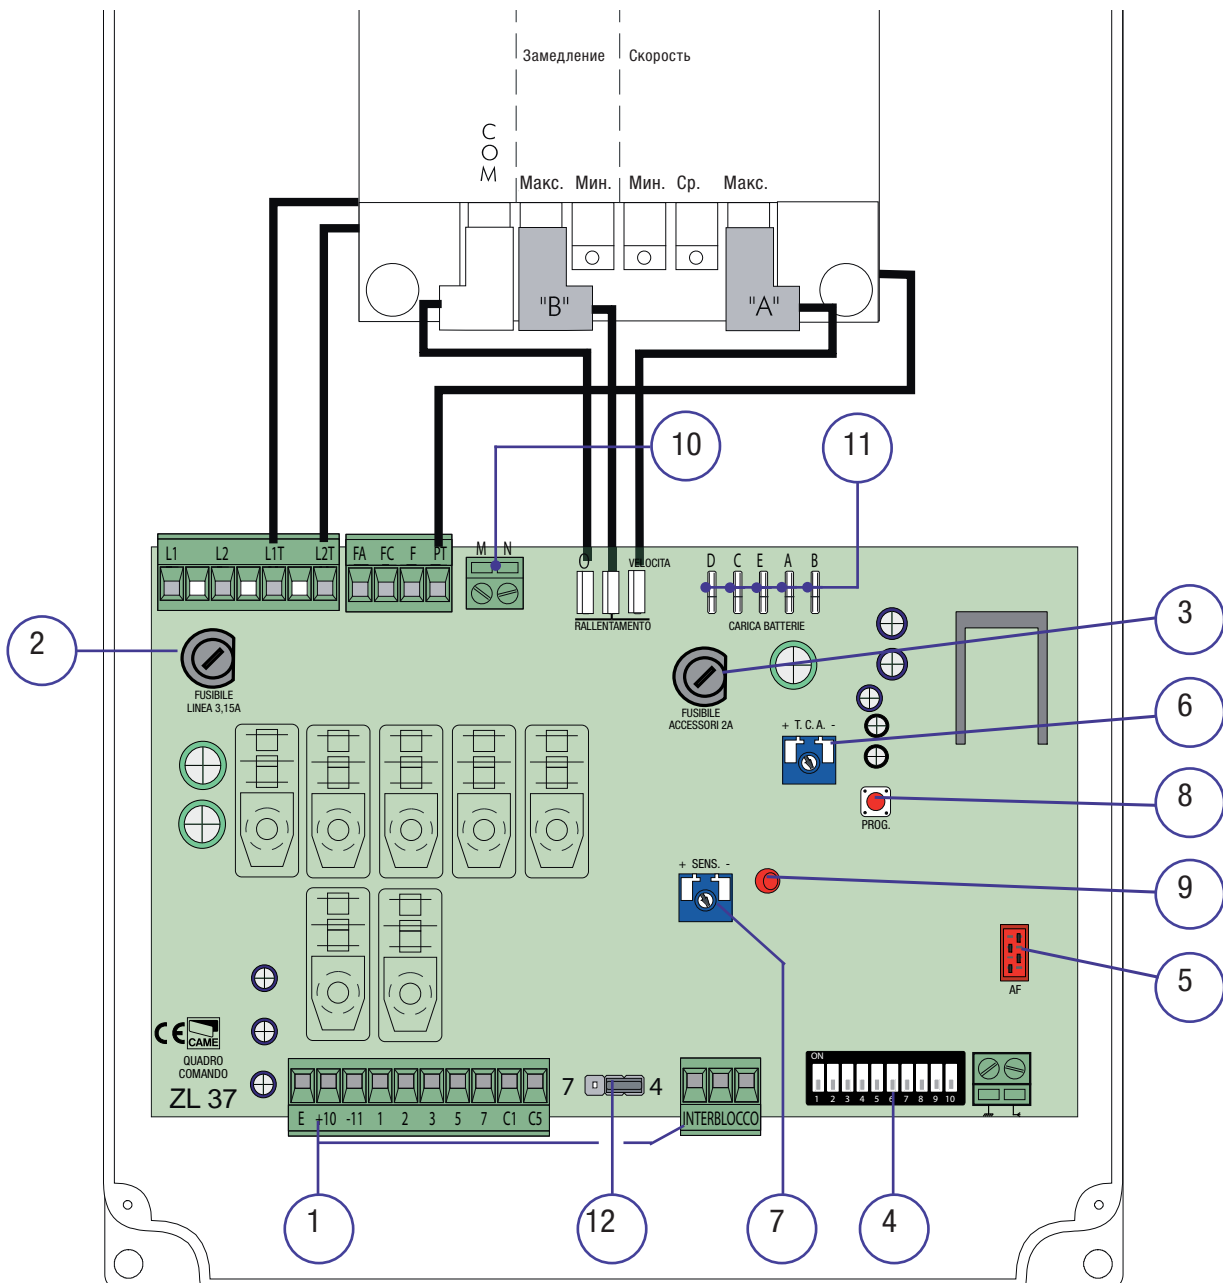 Замедление Скорость
COM
Макс. Мин. Мин. Ср. Макс.
"B" "A"
10 11
L1 L2 L1T L2T FA FC F PT M N
O VELOCITA
D C E A B
RALLENTAMENTO
CARICA BATTERIE
2
3
FUSIBILE
LINEA 3,15A
FUSIBILE
ACCESSORI 2A
+ T. C. A. -
6
8
PROG.
+ SENS. -
9
5
AF
CE CAME
QUADRO
COMANDO
ZL 37
7 4
ON
1 2 3 4 5 6 7 8 9 10
E +10 -11 1 2 3 5 7 C1 C5
INTERBLOCCO
1 12 7 4